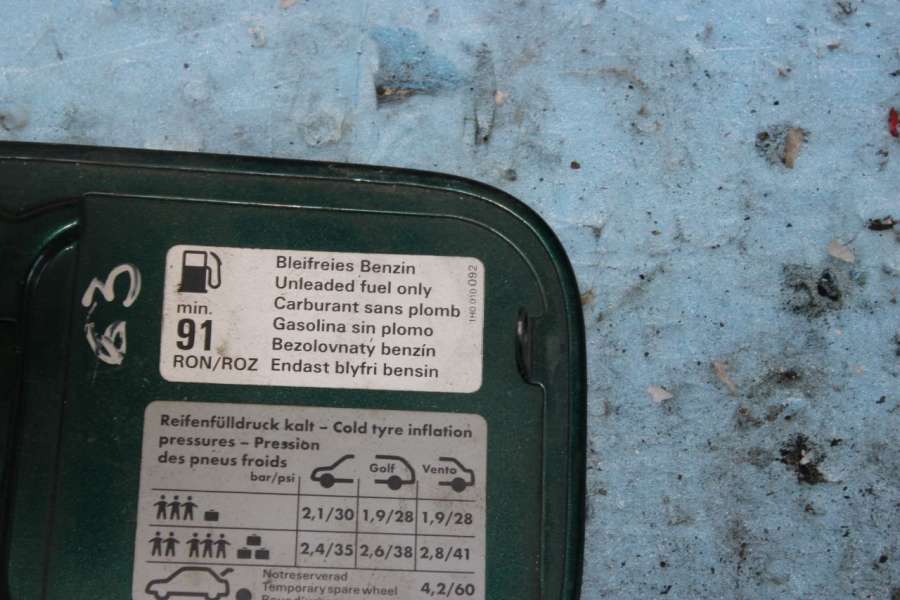 Bleifreies Benzin
Unleaded fuel only
min. Carburant sans plomb
91 Gasolina sin plomo
Bezolovnaty benzín
RON/ROZ Endast blyfri bensin
1H0 010 092
Reifenfülldruck kalt – Cold tyre inflation
pressures – Pression
des pneus froids
bar/psi Golf Vento
2,1/30 1,9/28 1,9/28
2,4/35 2,6/38 2,8/41
Notreserverad
Temporary spare wheel 4,2/60